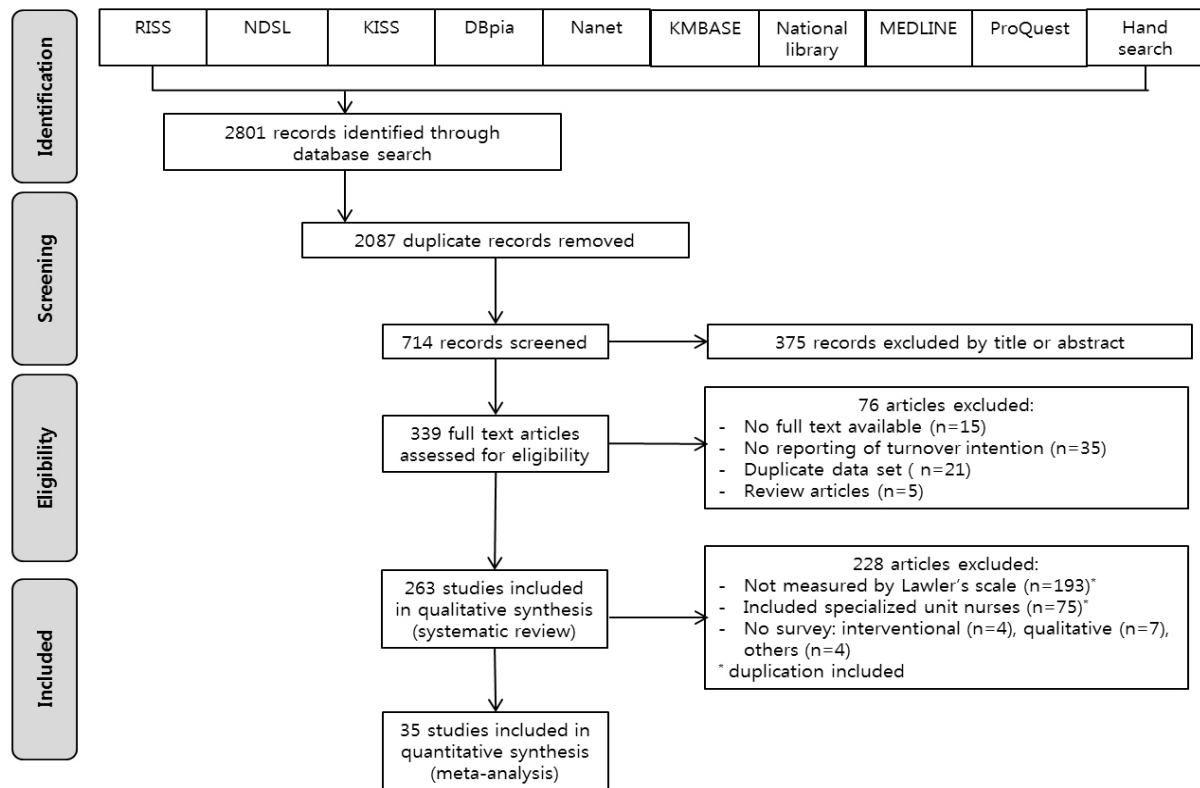 Identification
RISS
NDSL
KISS
DBpia
Nanet
KMBASE
National
library
MEDLINE
ProQuest
Hand
search
2801 records identified through
database search
Screening
2087 duplicate records removed
714 records screened
375 records excluded by title or abstract
Eligibility
339 full text articles
assessed for eligibility
76 articles excluded:
- No full text available (n=15)
- No reporting of turnover intention (n=35)
- Duplicate data set ( n=21)
- Review articles (n=5)
Included
263 studies included
in qualitative synthesis
(systematic review)
228 articles excluded:
- Not measured by Lawler's scale (n=193)*
- Included specialized unit nurses (n=75)*
- No survey: interventional (n=4), qualitative (n=7),
others (n=4)
* duplication included
35 studies included in
quantitative synthesis
(meta-analysis)